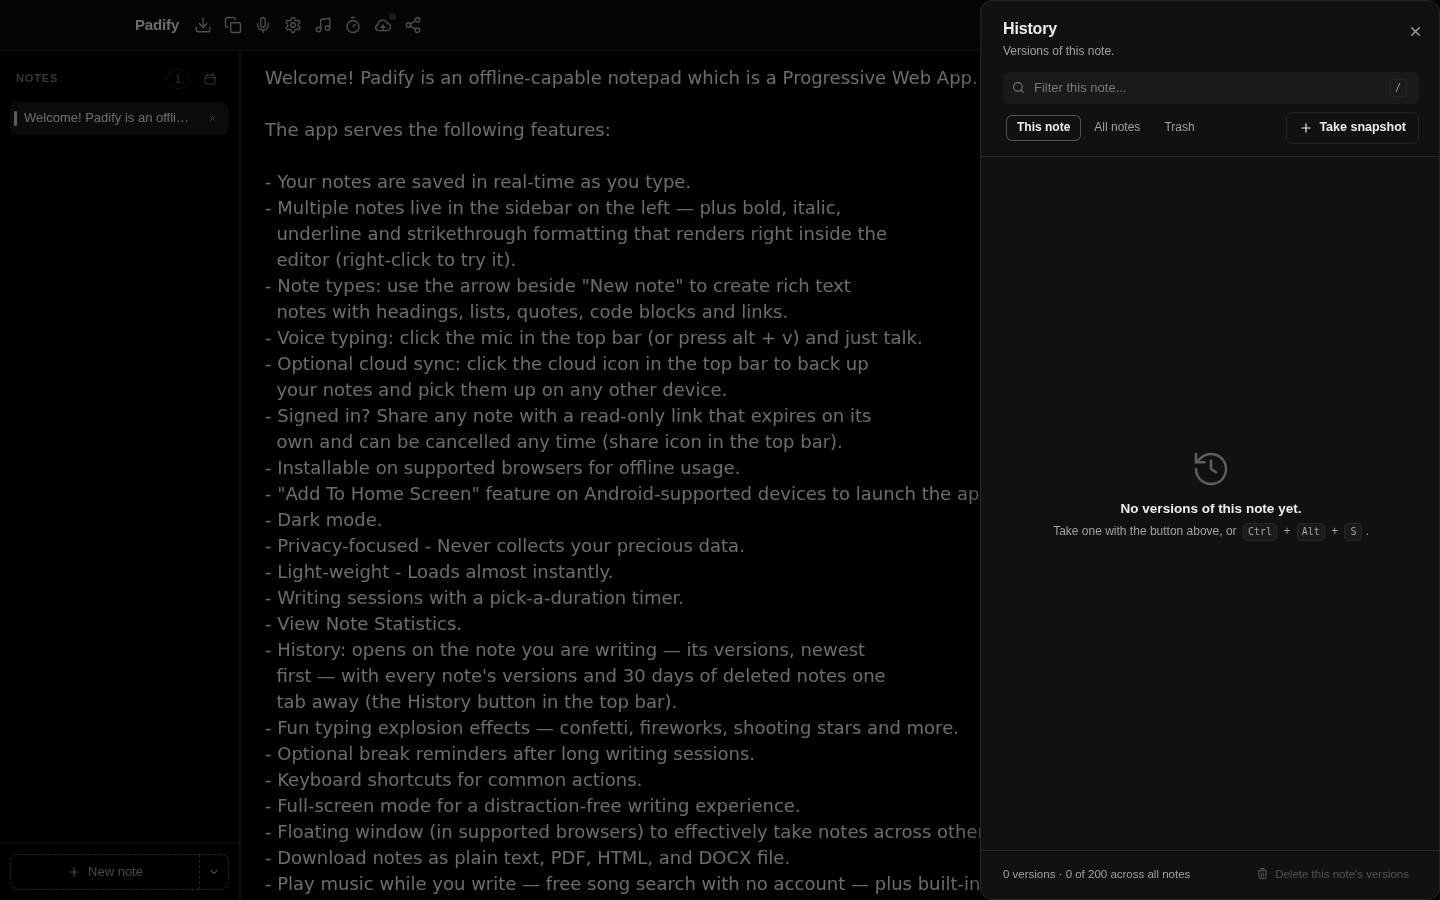 Padify
NOTES
1
Welcome! Padify is an offli…
New note
Welcome! Padify is an offline-capable notepad which is a Progressive Web App.
The app serves the following features:
- Your notes are saved in real-time as you type.
- Multiple notes live in the sidebar on the left — plus bold, italic,
underline and strikethrough formatting that renders right inside the
editor (right-click to try it).
- Note types: use the arrow beside "New note" to create rich text
notes with headings, lists, quotes, code blocks and links.
- Voice typing: click the mic in the top bar (or press alt + v) and just talk.
- Optional cloud sync: click the cloud icon in the top bar to back up
your notes and pick them up on any other device.
- Signed in? Share any note with a read-only link that expires on its
own and can be cancelled any time (share icon in the top bar).
- Installable on supported browsers for offline usage.
- "Add To Home Screen" feature on Android-supported devices to launch the ap
- Dark mode.
- Privacy-focused - Never collects your precious data.
- Light-weight - Loads almost instantly.
- Writing sessions with a pick-a-duration timer.
- View Note Statistics.
- History: opens on the note you are writing — its versions, newest
first — with every note's versions and 30 days of deleted notes one
tab away (the History button in the top bar).
- Fun typing explosion effects — confetti, fireworks, shooting stars and more.
- Optional break reminders after long writing sessions.
- Keyboard shortcuts for common actions.
- Full-screen mode for a distraction-free writing experience.
- Floating window (in supported browsers) to effectively take notes across other
- Download notes as plain text, PDF, HTML, and DOCX file.
- Play music while you write — free song search with no account — plus built-in
History
Versions of this note.
Filter this note... /
This note All notes Trash Take snapshot
No versions of this note yet.
Take one with the button above, or Ctrl + Alt + S .
0 versions · 0 of 200 across all notes Delete this note's versions